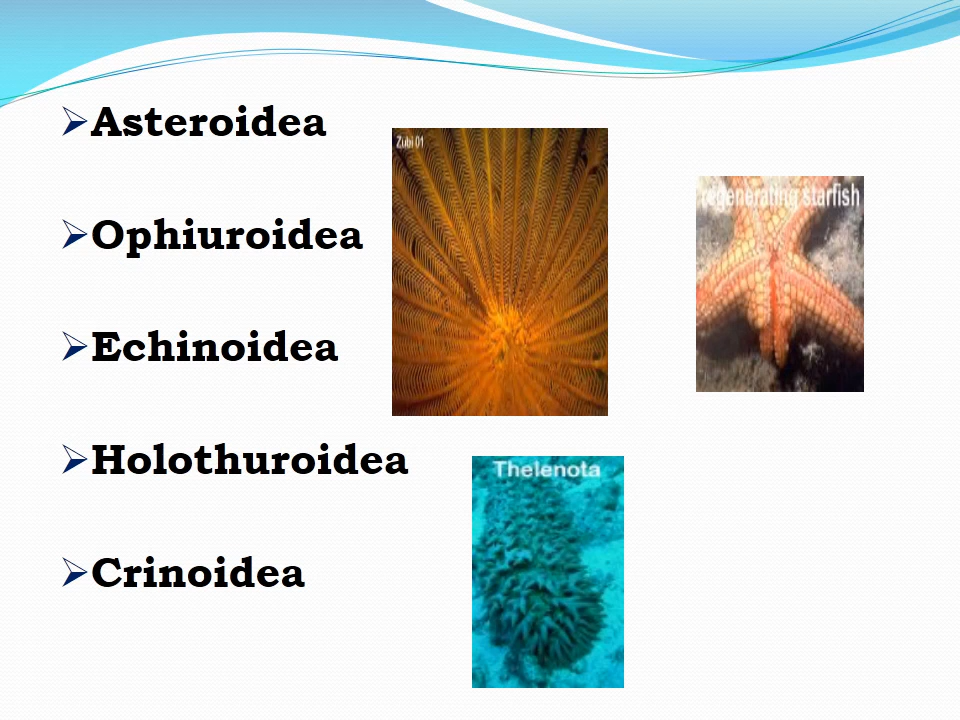 Asteroidea
Ophiuroidea
Echinoidea
Holothuroidea
Crinoidea
Zubi 01
regenerating starfish
Thelenota